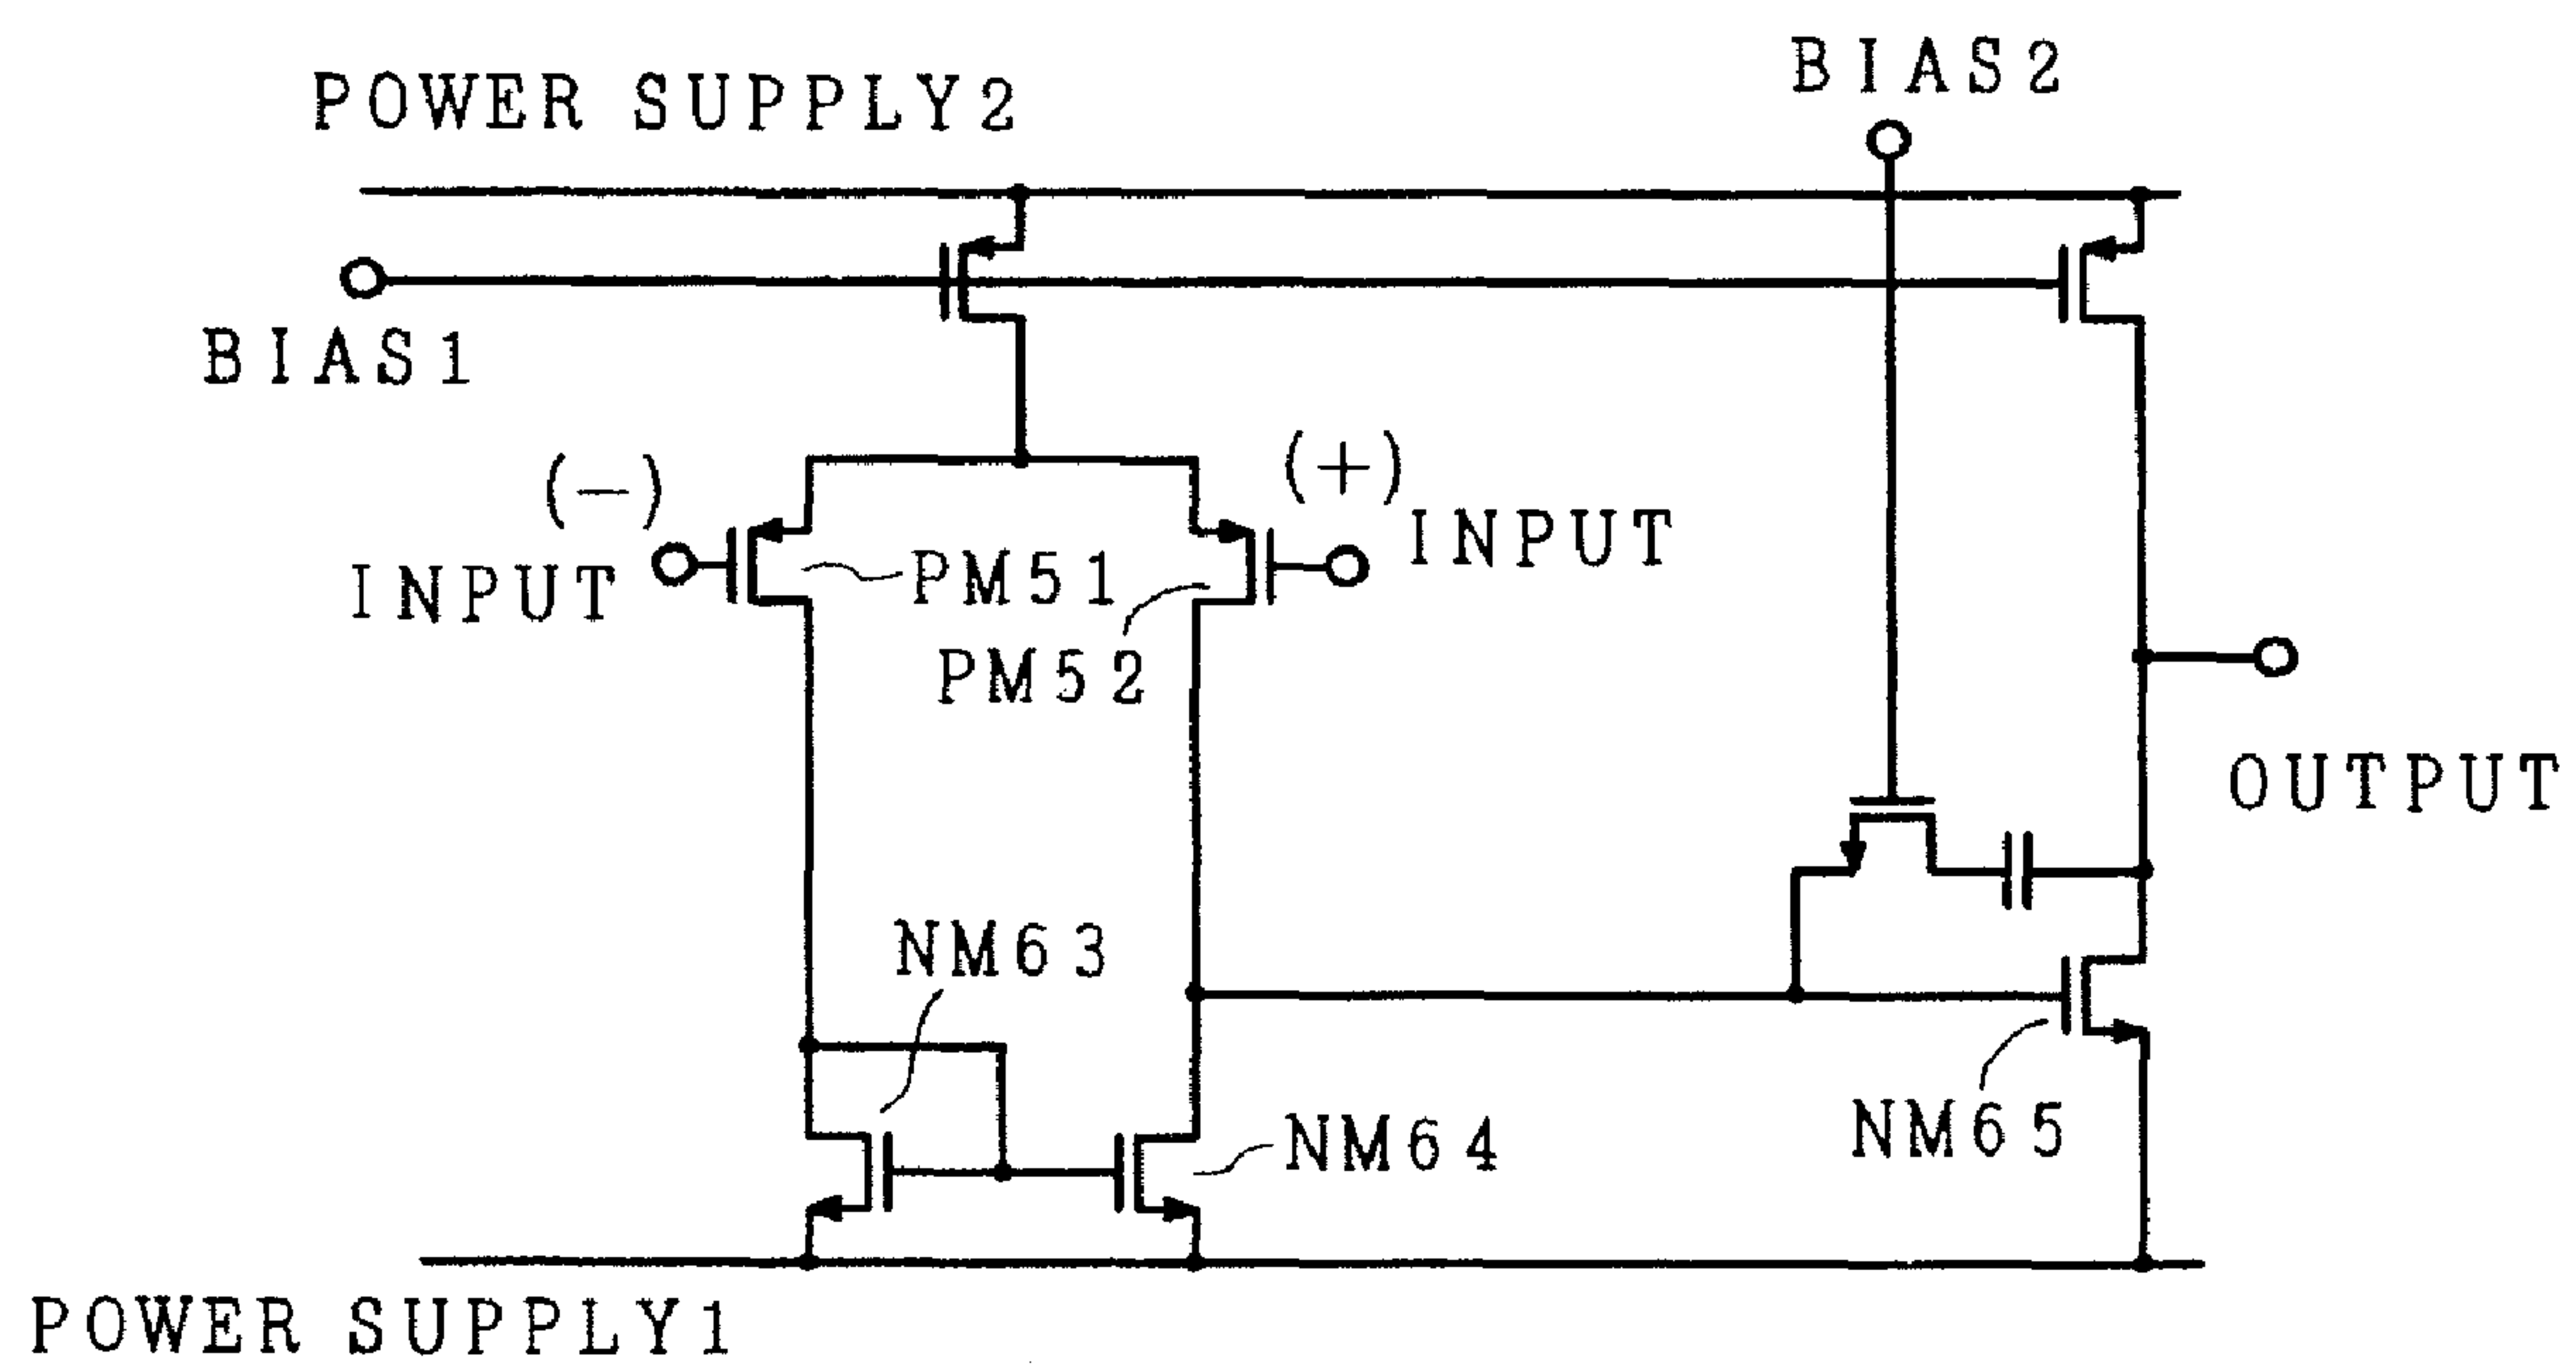 BIAS2
POWER SUPPLY2
BIAS1
(−)
INPUT
(+)
INPUT
PM51
PM52
OUTPUT
NM63
NM64
NM65
POWER SUPPLY1